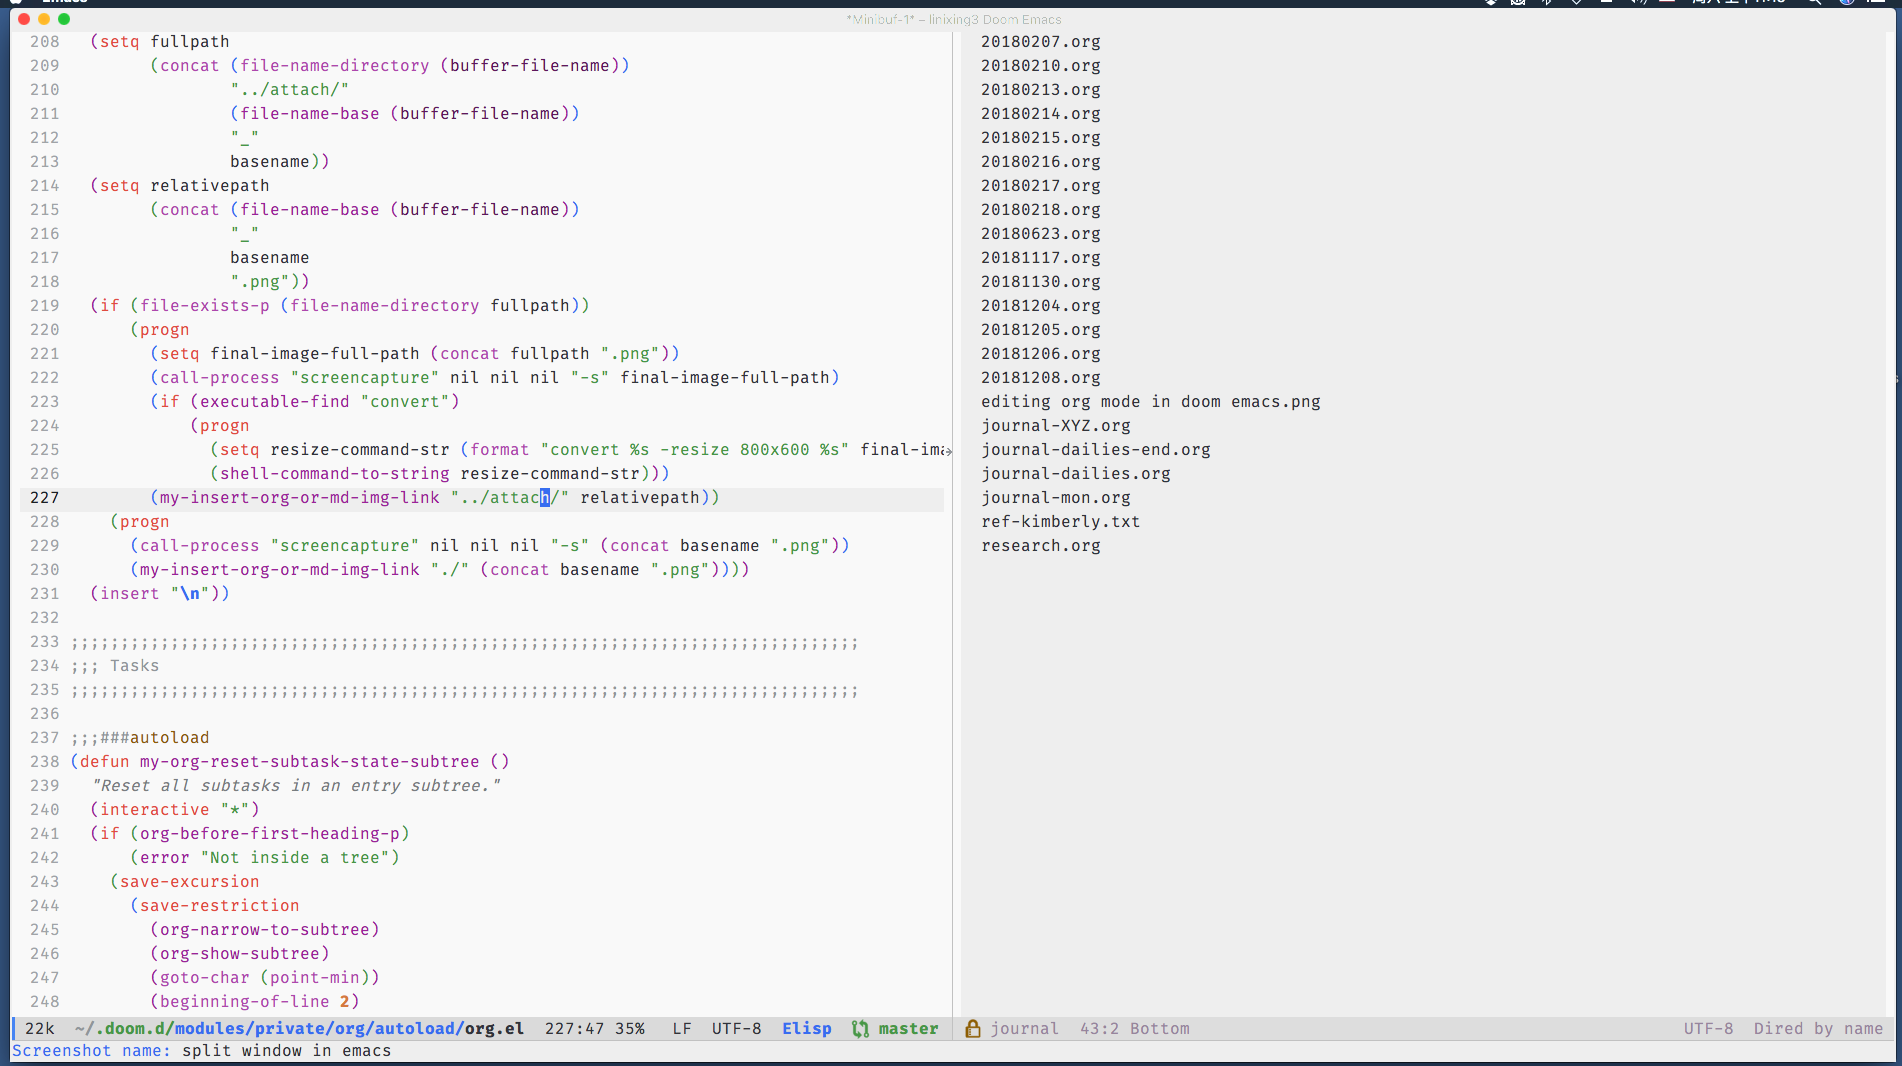 *Minibuf-1* – linixing3 Doom Emacs
208 (setq fullpath
209 (concat (file-name-directory (buffer-file-name))
210 "../attach/"
211 (file-name-base (buffer-file-name))
212 "_"
213 basename))
214 (setq relativepath
215 (concat (file-name-base (buffer-file-name))
216 "_"
217 basename
218 ".png"))
219 (if (file-exists-p (file-name-directory fullpath))
220 (progn
221 (setq final-image-full-path (concat fullpath ".png"))
222 (call-process "screencapture" nil nil nil "-s" final-image-full-path)
223 (if (executable-find "convert")
224 (progn
225 (setq resize-command-str (format "convert %s -resize 800x600 %s" final-ima
226 (shell-command-to-string resize-command-str)))
227 (my-insert-org-or-md-img-link "../attach/" relativepath))
228 (progn
229 (call-process "screencapture" nil nil nil "-s" (concat basename ".png"))
230 (my-insert-org-or-md-img-link "./" (concat basename ".png"))))
231 (insert "\n"))
232
233 ;;;;;;;;;;;;;;;;;;;;;;;;;;;;;;;;;;;;;;;;;;;;;;;;;;;;;;;;;;;;;;;;;;;;;;;;;;;;;;;
234 ;;; Tasks
235 ;;;;;;;;;;;;;;;;;;;;;;;;;;;;;;;;;;;;;;;;;;;;;;;;;;;;;;;;;;;;;;;;;;;;;;;;;;;;;;;
236
237 ;;;###autoload
238 (defun my-org-reset-subtask-state-subtree ()
239 "Reset all subtasks in an entry subtree."
240 (interactive "*")
241 (if (org-before-first-heading-p)
242 (error "Not inside a tree")
243 (save-excursion
244 (save-restriction
245 (org-narrow-to-subtree)
246 (org-show-subtree)
247 (goto-char (point-min))
248 (beginning-of-line 2)
22k ~/.doom.d/modules/private/org/autoload/org.el 227:47 35% LF UTF-8 Elisp master
20180207.org
20180210.org
20180213.org
20180214.org
20180215.org
20180216.org
20180217.org
20180218.org
20180623.org
20181117.org
20181130.org
20181204.org
20181205.org
20181206.org
20181208.org
editing org mode in doom emacs.png
journal-XYZ.org
journal-dailies-end.org
journal-dailies.org
journal-mon.org
ref-kimberly.txt
research.org
journal 43:2 Bottom UTF-8 Dired by name
Screenshot name: split window in emacs